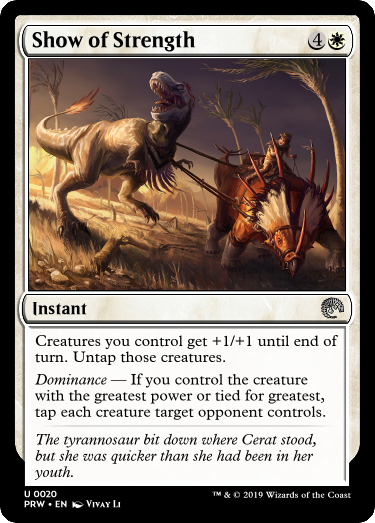 Show of Strength 4
Instant
Creatures you control get +1/+1 until end of
turn. Untap those creatures.
Dominance — If you control the creature
with the greatest power or tied for greatest,
tap each creature target opponent controls.
The tyrannosaur bit down where Cerat stood,
but she was quicker than she had been in her
youth.
U 0020
PRW • EN Vivay Li
™ & © 2019 Wizards of the Coast